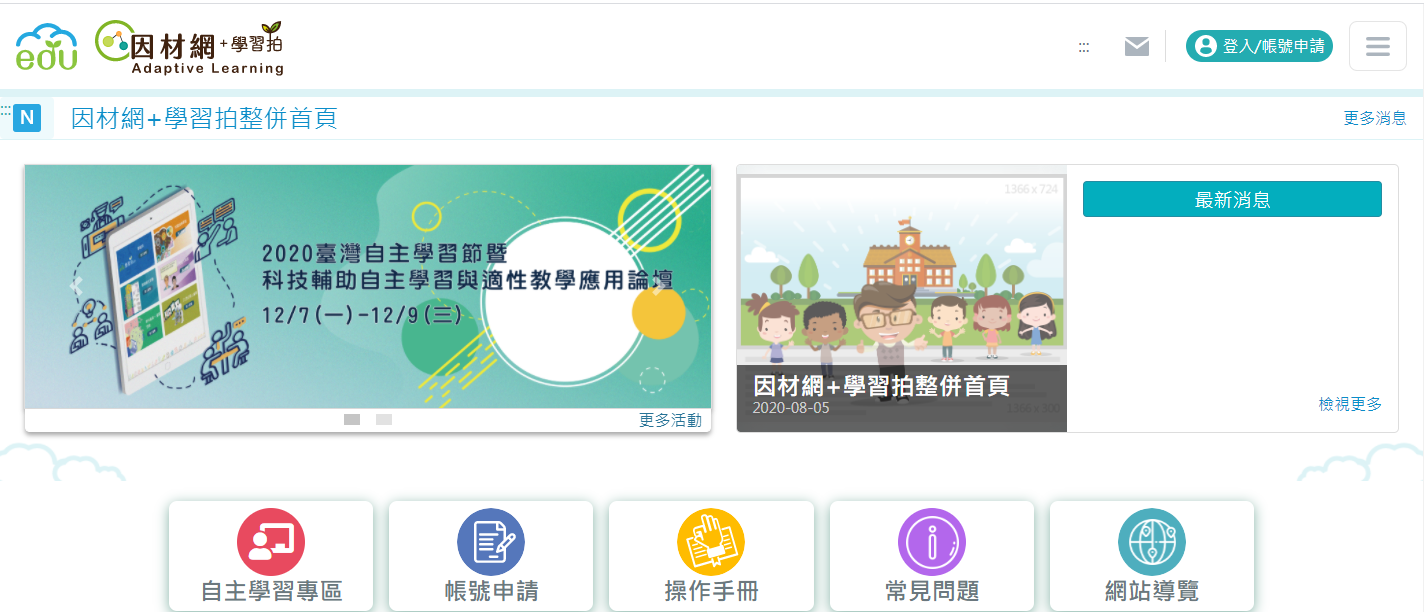 edu 因材網+學習拍
Adaptive Learning
:::
登入/帳號申請
:::
N
因材網+學習拍整併首頁
更多消息
2020臺灣自主學習節暨
科技輔助自主學習與適性教學應用論壇
12/7(一)-12/9(三)
更多活動
1366 x 724
因材網+學習拍整併首頁
2020-08-05
1366 x 300
最新消息
檢視更多
自主學習專區
帳號申請
操作手冊
常見問題
網站導覽